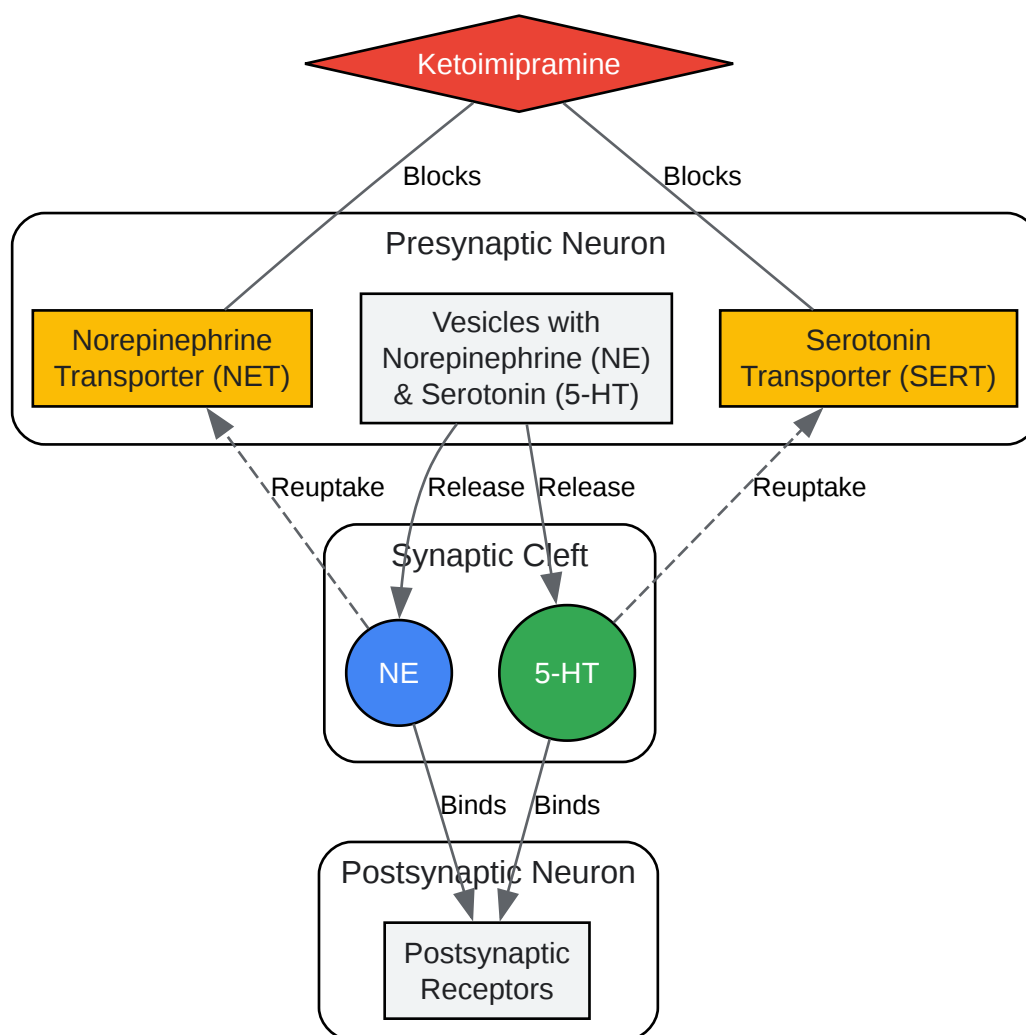 Ketoimipramine
Blocks
Blocks
Presynaptic Neuron
Norepinephrine
Transporter (NET)
Vesicles with
Norepinephrine (NE)
& Serotonin (5-HT)
Serotonin
Transporter (SERT)
Reuptake
Release
Release
Reuptake
Synaptic Cleft
NE
5-HT
Binds
Binds
Postsynaptic Neuron
Postsynaptic
Receptors